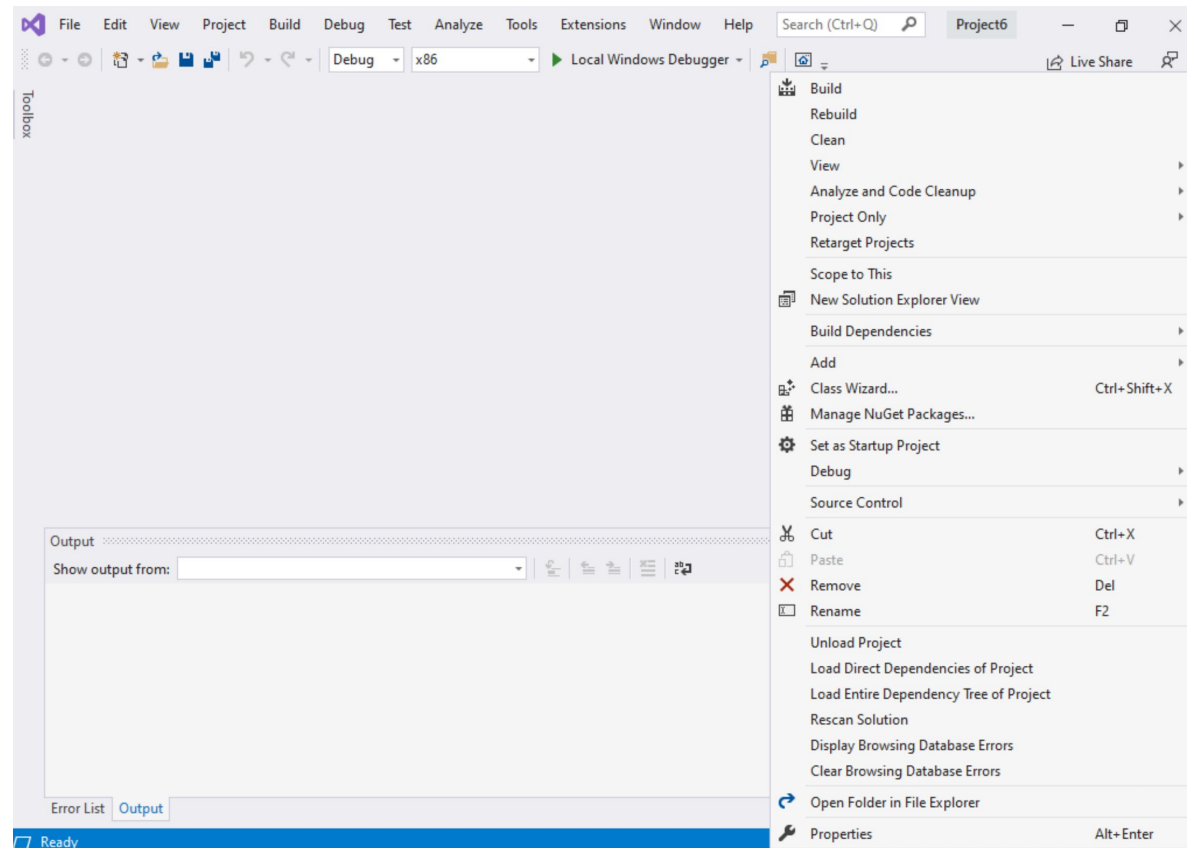 File Edit View Project Build Debug Test Analyze Tools Extensions Window Help Search (Ctrl+Q) Project6
Debug x86 Local Windows Debugger Live Share
Toolbox
Build
Rebuild
Clean
View
Analyze and Code Cleanup
Project Only
Retarget Projects
Scope to This
New Solution Explorer View
Build Dependencies
Add
Class Wizard... Ctrl+Shift+X
Manage NuGet Packages...
Set as Startup Project
Debug
Source Control
Cut Ctrl+X
Paste Ctrl+V
Remove Del
Rename F2
Unload Project
Load Direct Dependencies of Project
Load Entire Dependency Tree of Project
Rescan Solution
Display Browsing Database Errors
Clear Browsing Database Errors
Open Folder in File Explorer
Properties Alt+Enter
Output
Show output from:
Error List Output
Ready